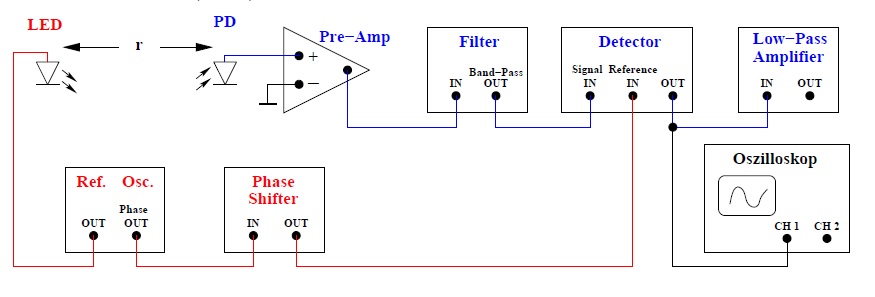 LED
r
PD
+
−
Pre−Amp
Filter
Band−Pass
IN OUT
Detector
Signal Reference
IN IN OUT
Low−Pass
Amplifier
IN OUT
Ref. Osc.
Phase
OUT OUT
Phase
Shifter
IN OUT
Oszilloskop
CH 1 CH 2